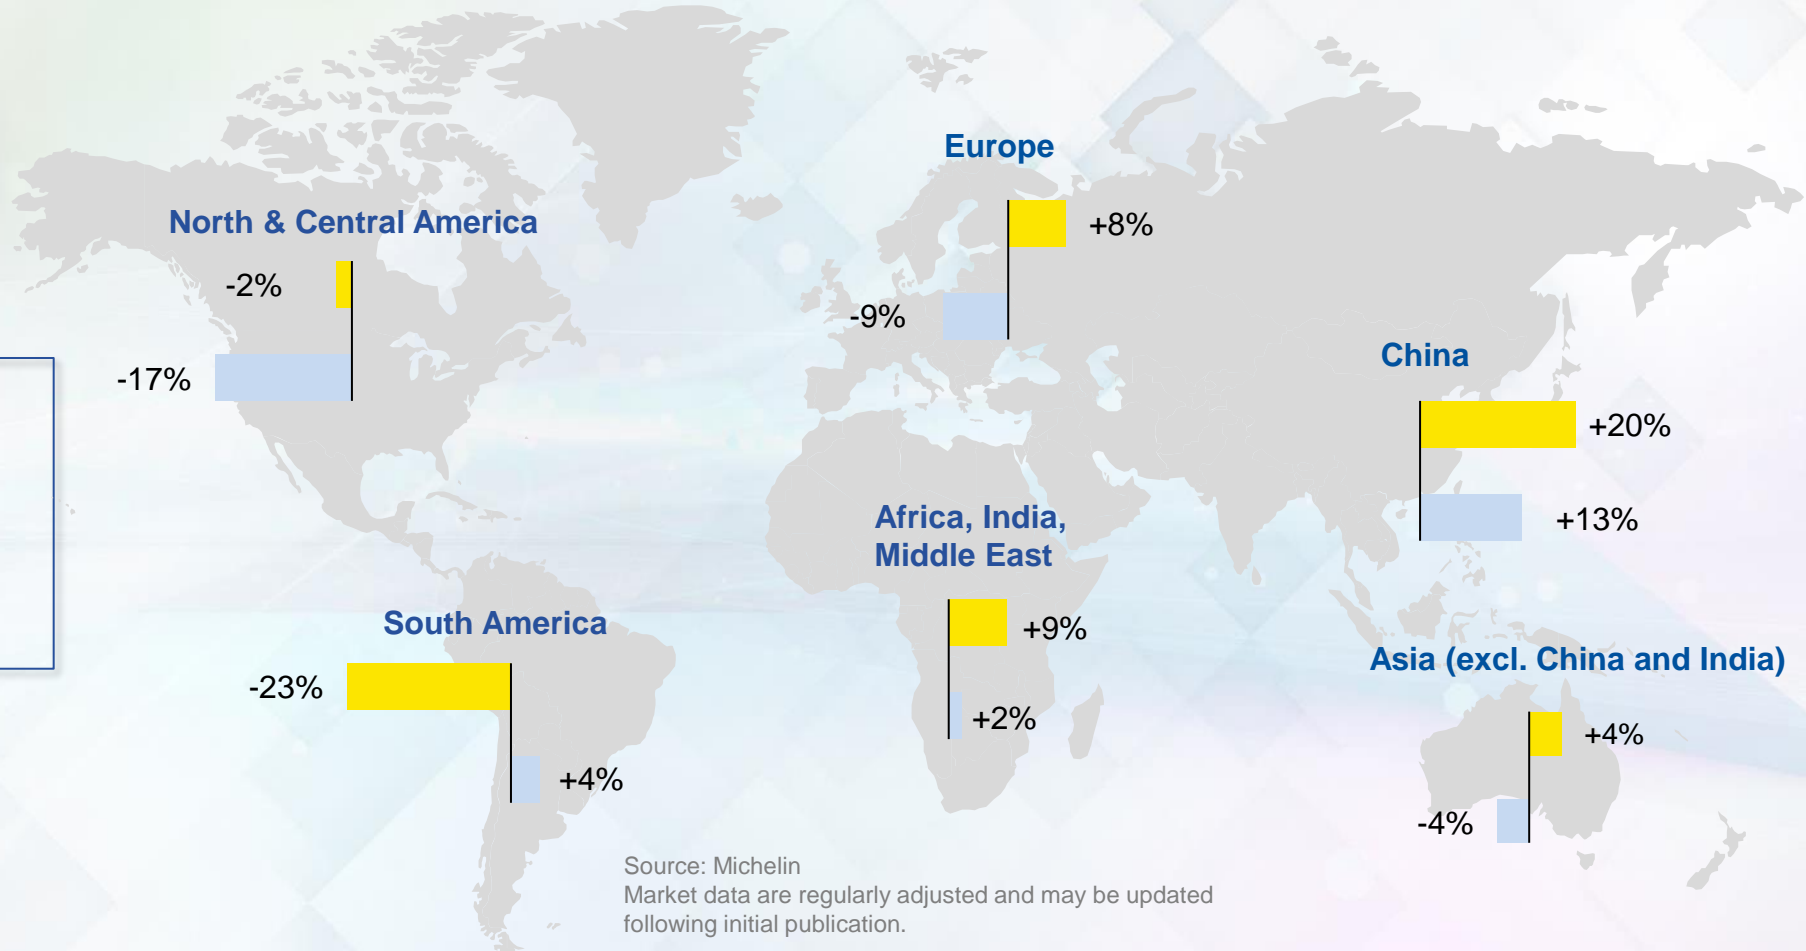 Europe
+8%
-9%
North & Central America
-2%
-17%
China
+20%
+13%
Africa, India,
Middle East
+9%
+2%
South America
-23%
+4%
Asia (excl. China and India)
+4%
-4%
Source: Michelin
Market data are regularly adjusted and may be updated
following initial publication.